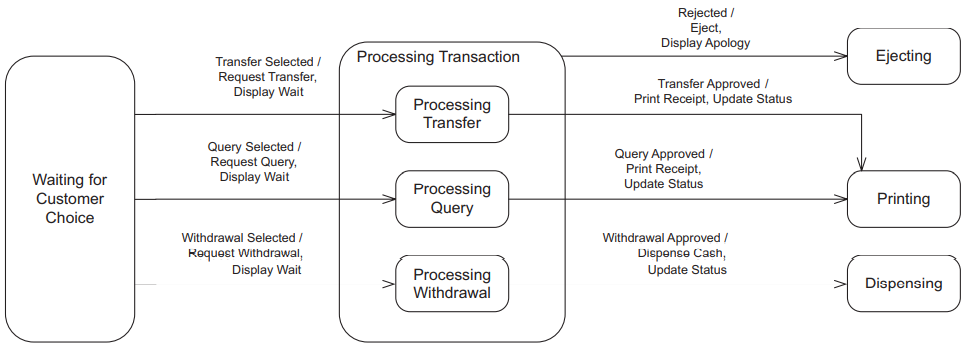 Rejected /
Eject,
Display Apology
Processing Transaction
Ejecting
Transfer Selected /
Request Transfer,
Display Wait
Transfer Approved /
Print Receipt, Update Status
Processing
Transfer
Query Selected /
Request Query,
Display Wait
Query Approved /
Print Receipt,
Update Status
Waiting for
Customer
Choice
Processing
Query
Printing
Withdrawal Selected /
Request Withdrawal,
Display Wait
Withdrawal Approved /
Dispense Cash,
Update Status
Processing
Withdrawal
Dispensing